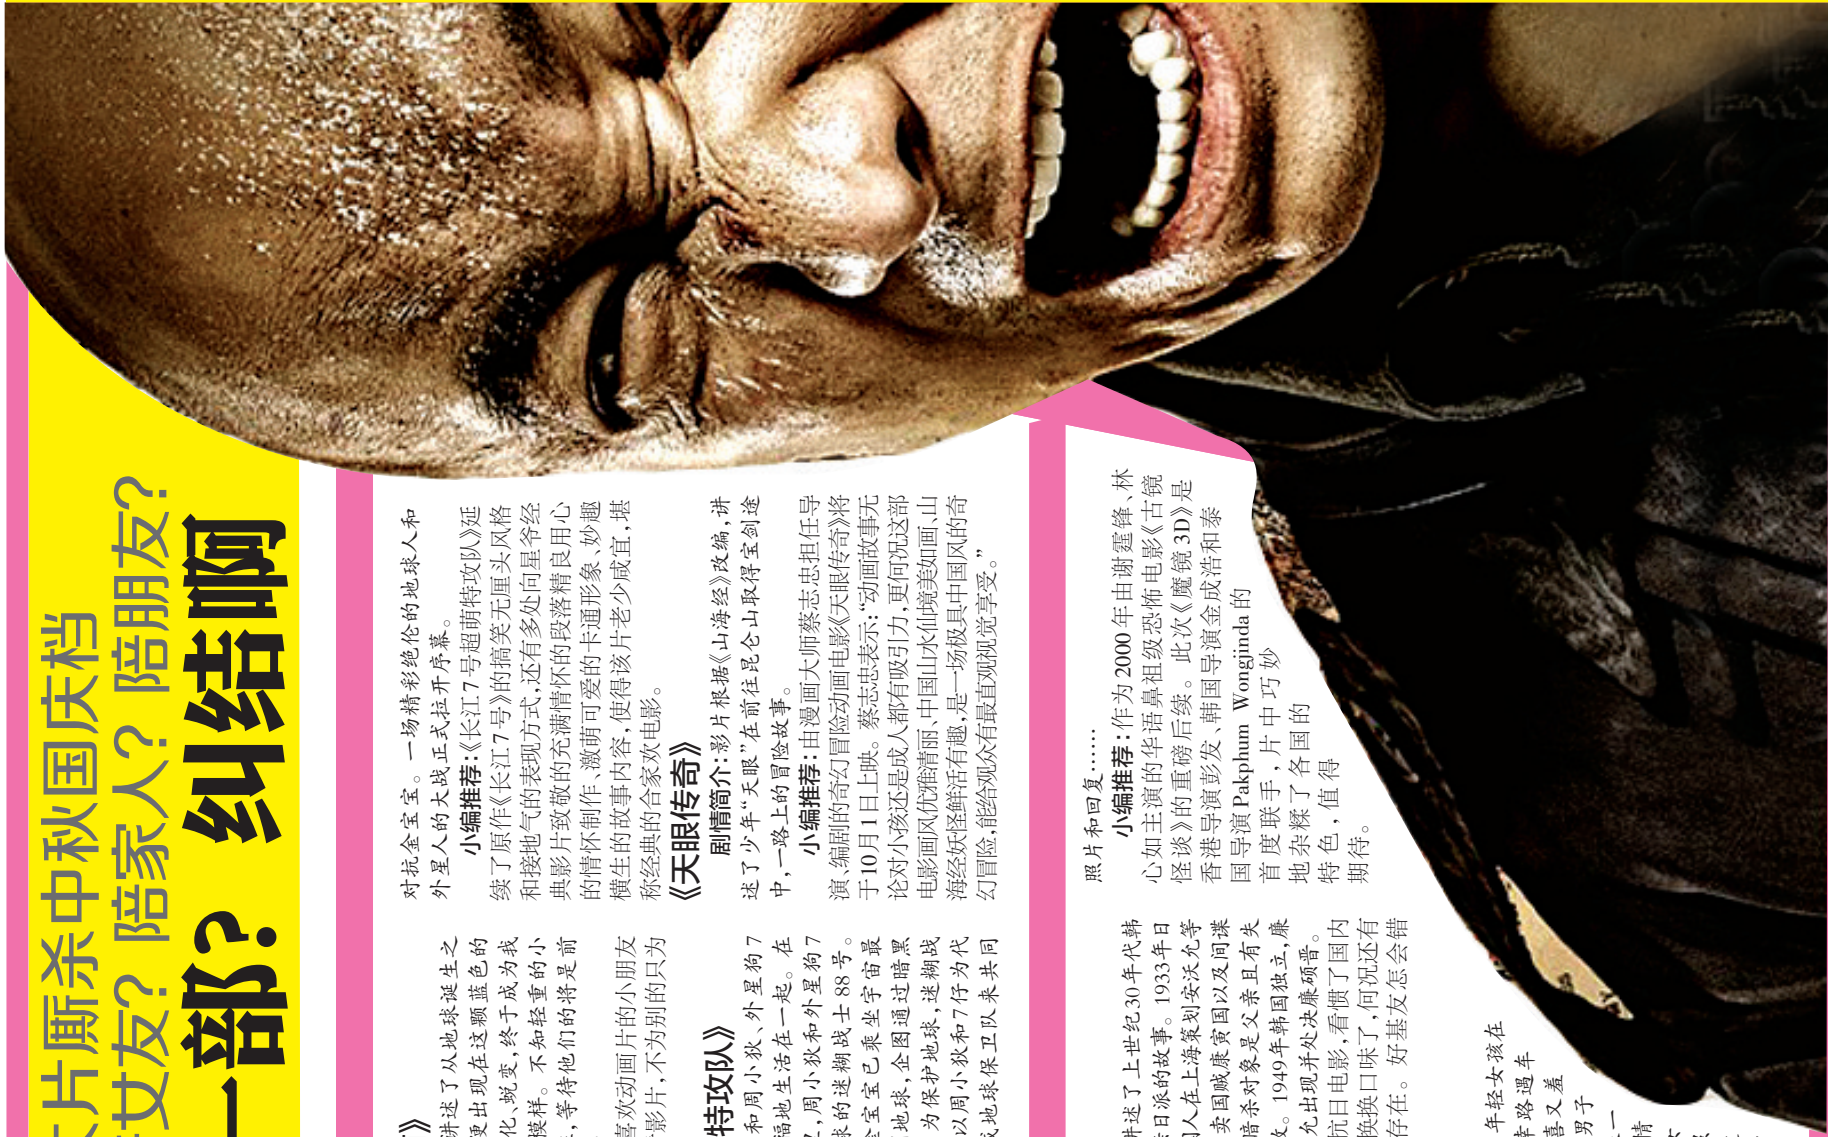 片厮杀中秋国庆档
女友？陪家人？陪朋友？
一部？纠结啊
》
讲述了从地球诞生之
便出现在这颗蓝色的
化、蜕变,终于成为我
模样。不知轻重的小
,等待他们的将是前
喜欢动画片的小朋友
影片,不为别的只为
特攻队》
和周小狄、外星狗7
福地生活在一起。在
,周小狄和外星狗7
球的迷糊战士88号。
金宝宝已乘坐宇宙最
地球,企图通过暗黑
为保护地球,迷糊战
以周小狄和7仔为代
成地球保卫队来共同
对抗金宝宝。一场精彩绝伦的地球人和
外星人的大战正式拉开序幕。
小编推荐：《长江7号超萌特攻队》延
续了原作《长江7号》的搞笑无厘头风格
和接地气的表现方式,还有多处向星爷经
典影片致敬的充满情怀的段落精良用心
的情怀制作、激萌可爱的卡通形象、妙趣
横生的故事内容,使得该片老少咸宜,堪
称经典的合家欢电影。
《天眼传奇》
剧情简介：影片根据《山海经》改编,讲
述了少年“天眼”在前往昆仑山取得宝剑途
中,一路上的冒险故事。
小编推荐：由漫画大师蔡志忠担任导
演、编剧的奇幻冒险动画电影《天眼传奇》将
于10月1日上映。蔡志忠表示：“动画故事无
论对小孩还是成人都有吸引力,更何况这部
电影画风优雅清丽、中国山水仙境美如画、山
海经妖怪鲜活有趣,是一场极具中国风的奇
幻冒险,能给观众有最直观视觉享受。”
讲述了上世纪30年代韩
亲日派的故事。1933年日
人在上海策划安沃允等
卖国贼康寅国以及间谍
暗杀对象是父亲且有失
。1949年韩国独立,廉
允出现并处决廉硕晋。
抗日电影,看惯了国内
换换口味了,何况还有
存在。好基友怎会错
照片和回复……
小编推荐：作为2000年由谢霆锋、林
心如主演的华语鼻祖级恐怖电影《古镜
怪谈》的重磅后续。此次《魔镜3D》是
香港导演彭发、韩国导演金成浩和泰
国导演Pakphum Wongjinda的
首度联手,片中巧妙
地杂糅了各国的
特色,值得
期待。
年轻女孩在
幸路遇车
喜又羞
男子
一
情
女